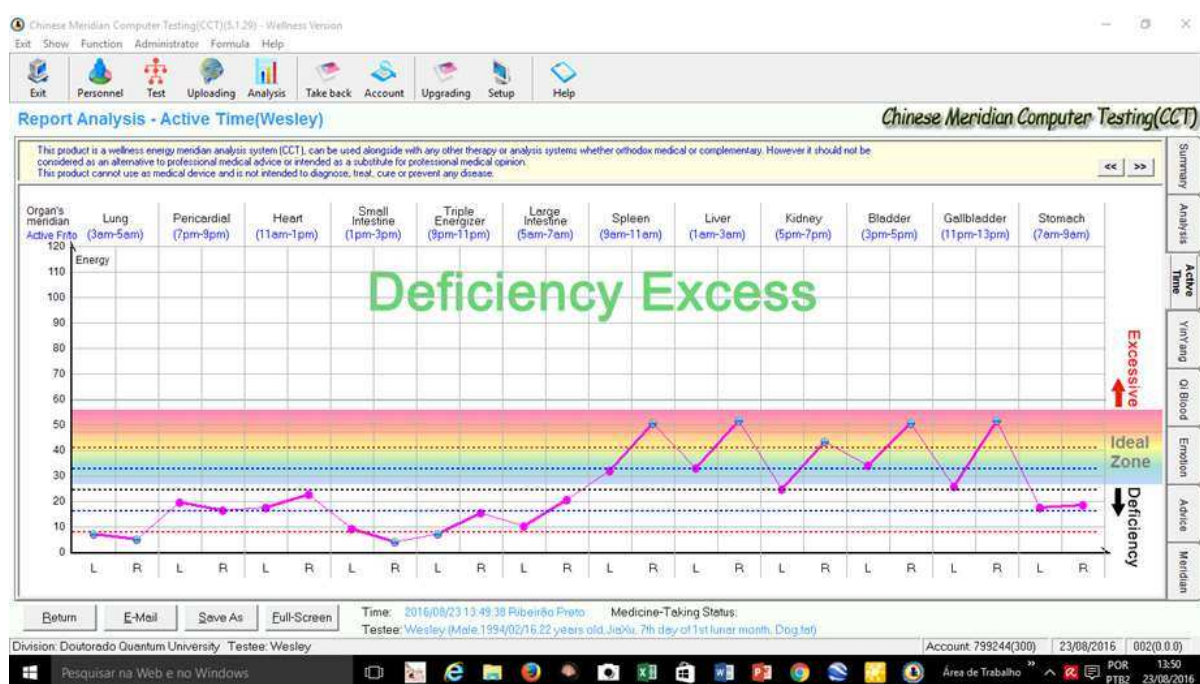 Chinese Meridian Computer Testing(CCT)(5.1.29) - Wellness Version
Exit Show Function Administrator Formula Help
Exit Personnel Test Uploading Analysis Take back Account Upgrading Setup Help
Report Analysis - Active Time(Wesley)
Chinese Meridian Computer Testing(CCT)
This product is a wellness energy meridian analysis system (CCT), can be used alongside with any other therapy or analysis systems whether orthodox medical or complementary. However it should not be
considered as an alternative to professional medical advice or intended as a substitute for professional medical opinion.
This product cannot use as medical device and is not intended to diagnose, treat, cure or prevent any disease.
<< >>
Summary
Analysis
Active Time
YinYang
Qi Blood
Emotion
Advice
Meridian
Organ's meridian Lung Pericardial Heart Small Intestine Triple Energizer Large Intestine Spleen Liver Kidney Bladder Gallbladder Stomach
Active (3am-5am) (7pm-9pm) (11am-1pm) (1pm-3pm) (9pm-11pm) (5am-7am) (9am-11am) (1am-3am) (5pm-7pm) (3pm-5pm) (11pm-13pm) (7am-9am)
Energy
Deficiency Excess
120
110
100
90
80
70
60
50
40
30
20
10
0
Excessive
Ideal
Zone
Deficiency
L R L R L R L R L R L R L R L R L R L R L R L R
Return E-Mail Save As Full-Screen
Time: 2016/08/23 13:49:38 Ribeirão Preto Medicine-Taking Status:
Testee: Wesley (Male,1994/02/16.22 years old,JiaXu, 7th day of 1st lunar month, Dog,fat)
Division: Doutorado Quantum University Testee: Wesley
Account: 799244(300) 23/08/2016 002(0.0.0)
Pesquisar na Web e no Windows
Área de Trabalho
POR
PTB2
13:50
23/08/2016